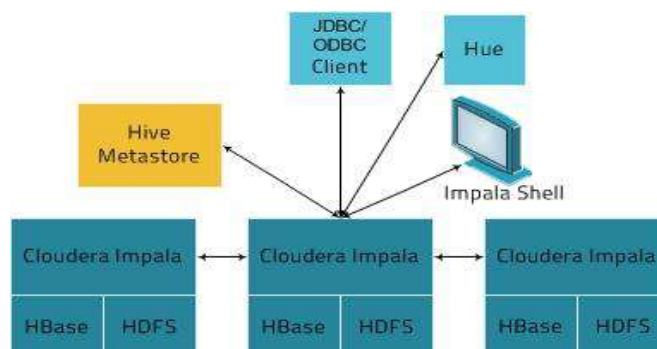 JDBC/
ODBC
Client
Hue
Hive
Metastore
Impala Shell
Cloudera Impala
Cloudera Impala
Cloudera Impala
HBase
HDFS
HBase
HDFS
HBase
HDFS